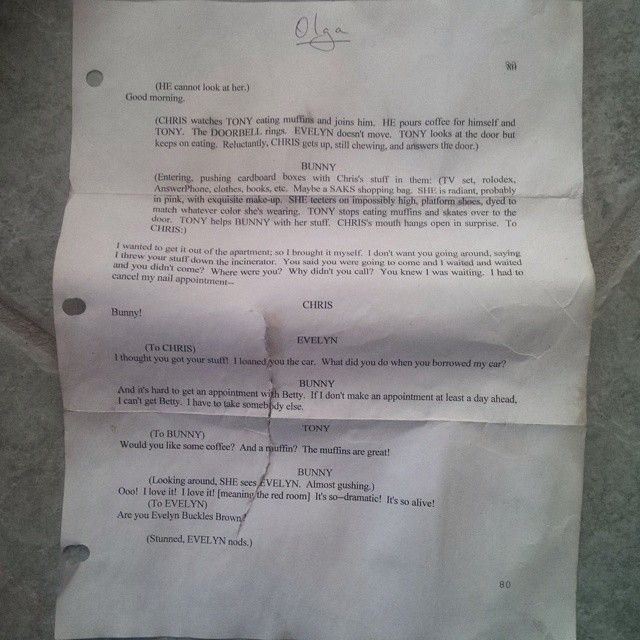 Olga
80
(HE cannot look at her.)
Good morning.
(CHRIS watches TONY eating muffins and joins him. HE pours coffee for himself and
TONY. The DOORBELL rings. EVELYN doesn't move. TONY looks at the door but
keeps on eating. Reluctantly, CHRIS gets up, still chewing, and answers the door.)
BUNNY
(Entering, pushing cardboard boxes with Chris's stuff in them: (TV set, rolodex,
AnswerPhone, clothes, books, etc. Maybe a SAKS shopping bag. SHE is radiant, probably
in pink, with exquisite make-up. SHE teeters on impossibly high, platform shoes, dyed to
match whatever color she's wearing. TONY stops eating muffins and skates over to the
door. TONY helps BUNNY with her stuff. CHRIS's mouth hangs open in surprise. To
CHRIS:)
I wanted to get it out of the apartment; so I brought it myself. I don't want you going around, saying
I threw your stuff down the incinerator. You said you were going to come and I waited and waited
and you didn't come? Where were you? Why didn't you call? You knew I was waiting. I had to
cancel my nail appointment--
CHRIS
Bunny!
EVELYN
(To CHRIS)
I thought you got your stuff! I loaned you the car. What did you do when you borrowed my car?
BUNNY
And it's hard to get an appointment with Betty. If I don't make an appointment at least a day ahead,
I can't get Betty. I have to take somebody else.
TONY
(To BUNNY)
Would you like some coffee? And a muffin? The muffins are great!
BUNNY
(Looking around, SHE sees EVELYN. Almost gushing.)
Ooo! I love it! I love it! [meaning the red room] It's so--dramatic! It's so alive!
(To EVELYN)
Are you Evelyn Buckles Brown?
(Stunned, EVELYN nods.)
80